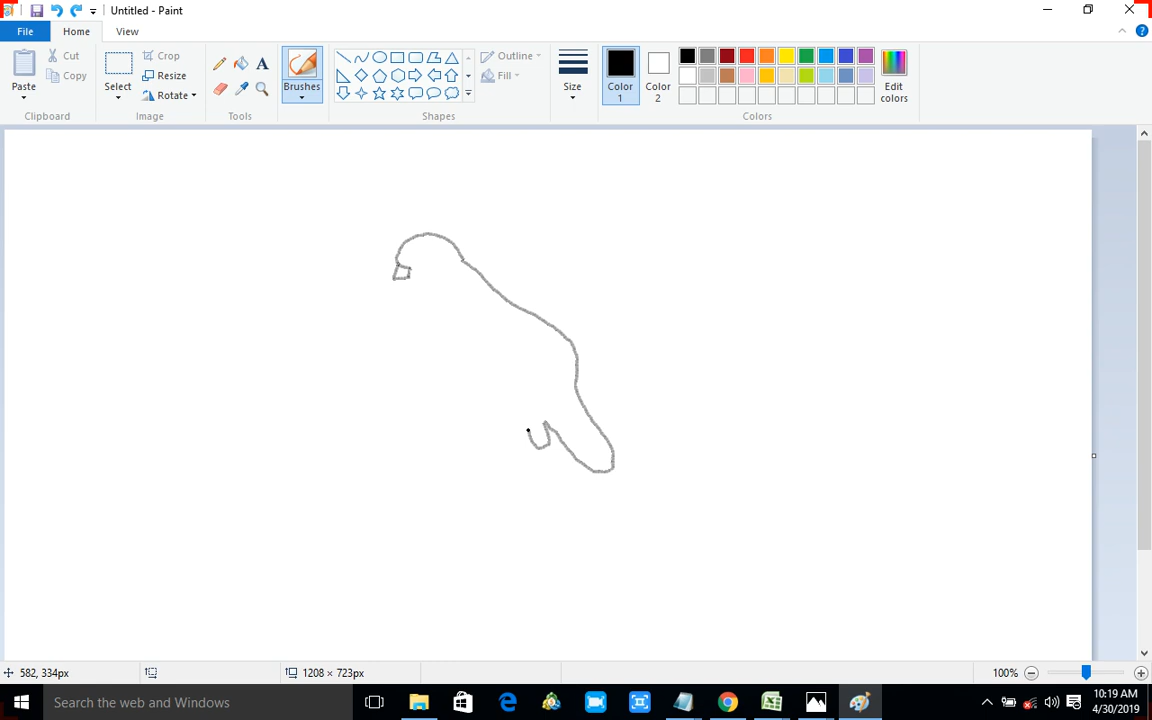 Untitled - Paint
File Home View
Paste
Clipboard
Cut
Copy
Select
Crop
Resize
Rotate
Image
Tools
Brushes
Outline
Fill
Shapes
Size
Color 1
Color 2
Edit colors
Colors
582, 334px
1208 × 723px
100%
Search the web and Windows
10:19 AM
4/30/2019